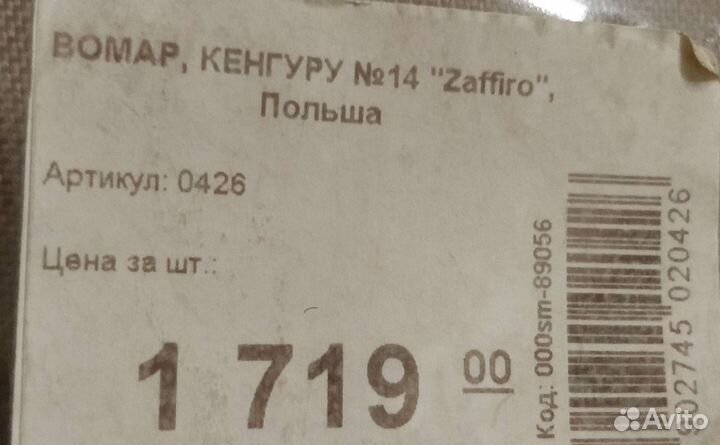 ВОМАР, КЕНГУРУ №14 "Zaffiro",
Польша
Артикул: 0426
Цена за шт.:
1 719 00
Код: 000sm-89056
02745 020426
Avito